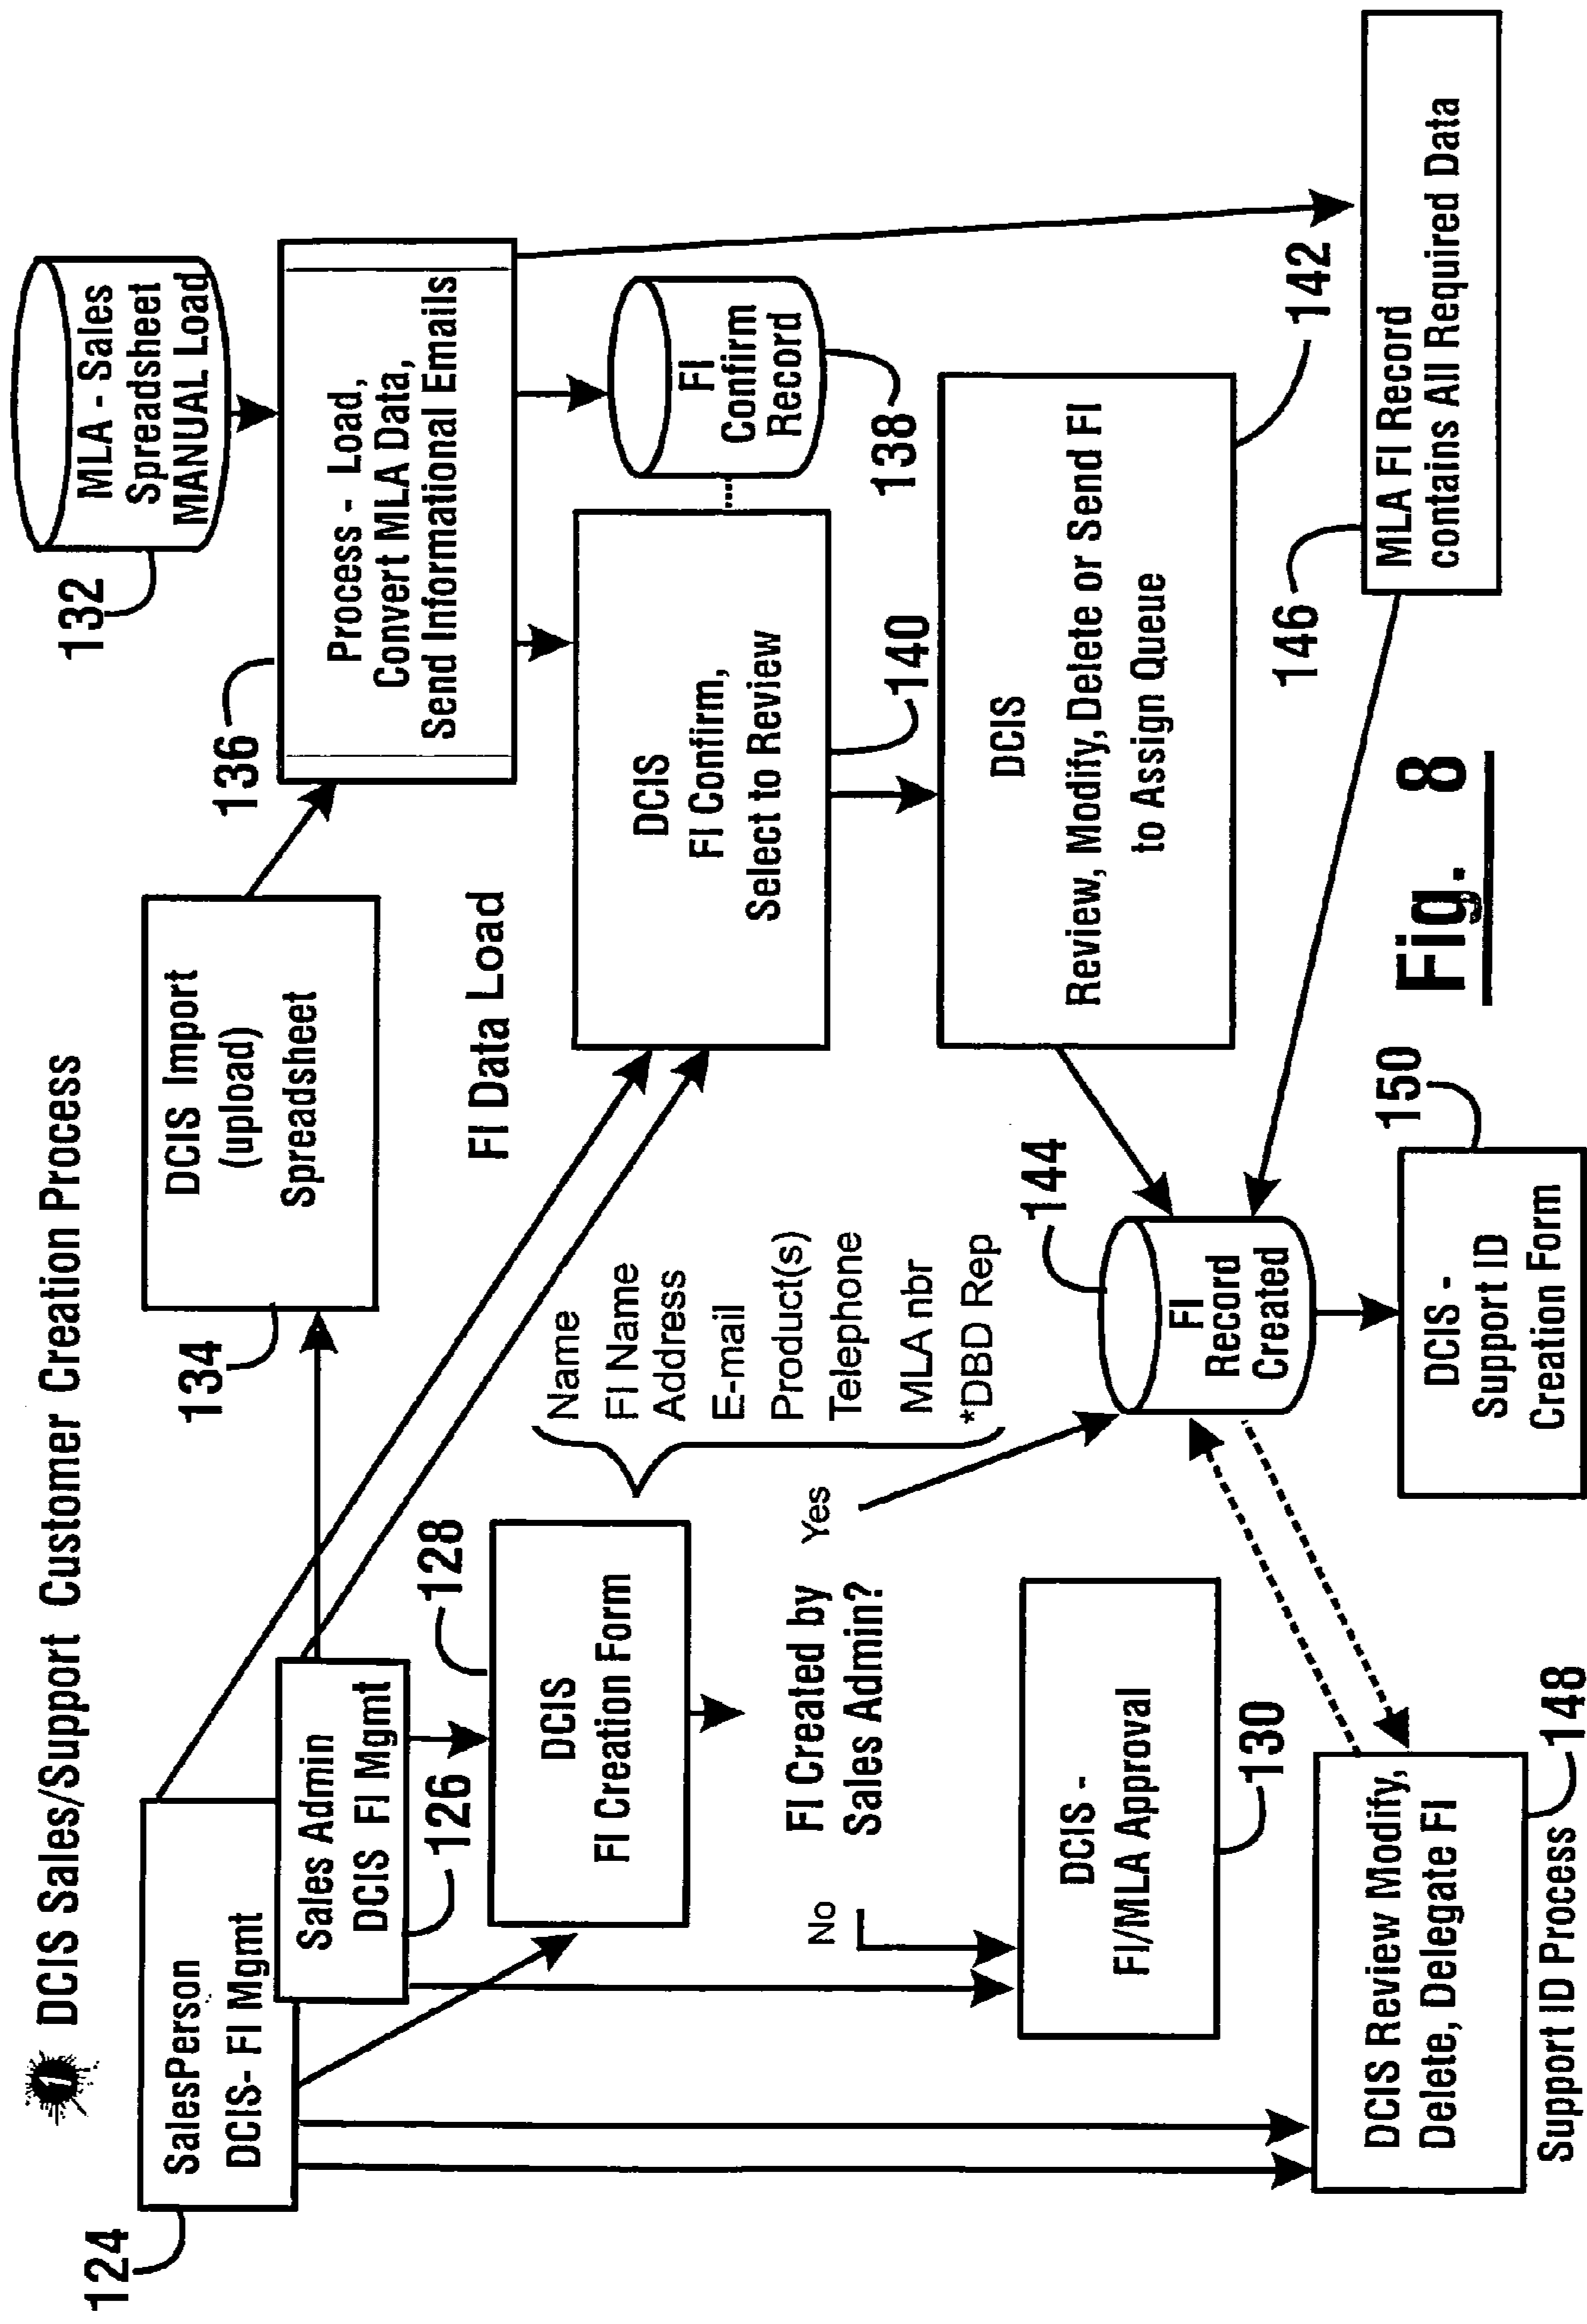 1 DCIS Sales/Support Customer Creation Process
124
SalesPerson
DCIS- FI Mgmt
Sales Admin
DCIS FI Mgmt
126
134
DCIS Import
(upload)
Spreadsheet
132
MLA - Sales
Spreadsheet
MANUAL Load
136
Process - Load,
Convert MLA Data,
Send Informational Emails
FI Data Load
128
DCIS
FI Creation Form
Name
FI Name
Address
E-mail
Product(s)
Telephone
MLA nbr
*DBD Rep
DCIS
FI Confirm,
Select to Review
140
FI
Confirm
Record
138
FI Created by
Sales Admin?
No
Yes
DCIS -
FI/MLA Approval
130
DCIS
Review, Modify, Delete or Send FI
to Assign Queue
142
144
FI
Record
Created
146
MLA FI Record
contains All Required Data
DCIS Review Modify,
Delete, Delegate FI
148
Support ID Process
150
DCIS -
Support ID
Creation Form
Fig. 8